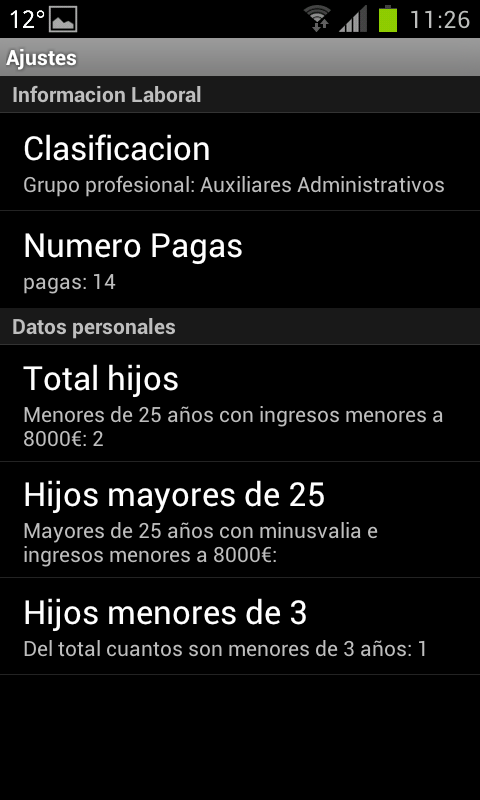 12° 11:26
Ajustes
Informacion Laboral
Clasificacion
Grupo profesional: Auxiliares Administrativos
Numero Pagas
pagas: 14
Datos personales
Total hijos
Menores de 25 años con ingresos menores a
8000€: 2
Hijos mayores de 25
Mayores de 25 años con minusvalia e
ingresos menores a 8000€:
Hijos menores de 3
Del total cuantos son menores de 3 años: 1